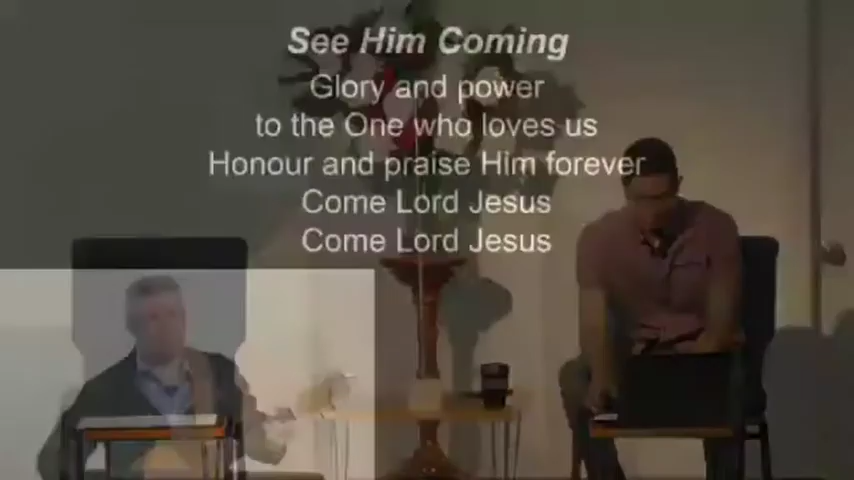 See Him Coming
Glory and power
to the One who loves us
Honour and praise Him forever
Come Lord Jesus
Come Lord Jesus